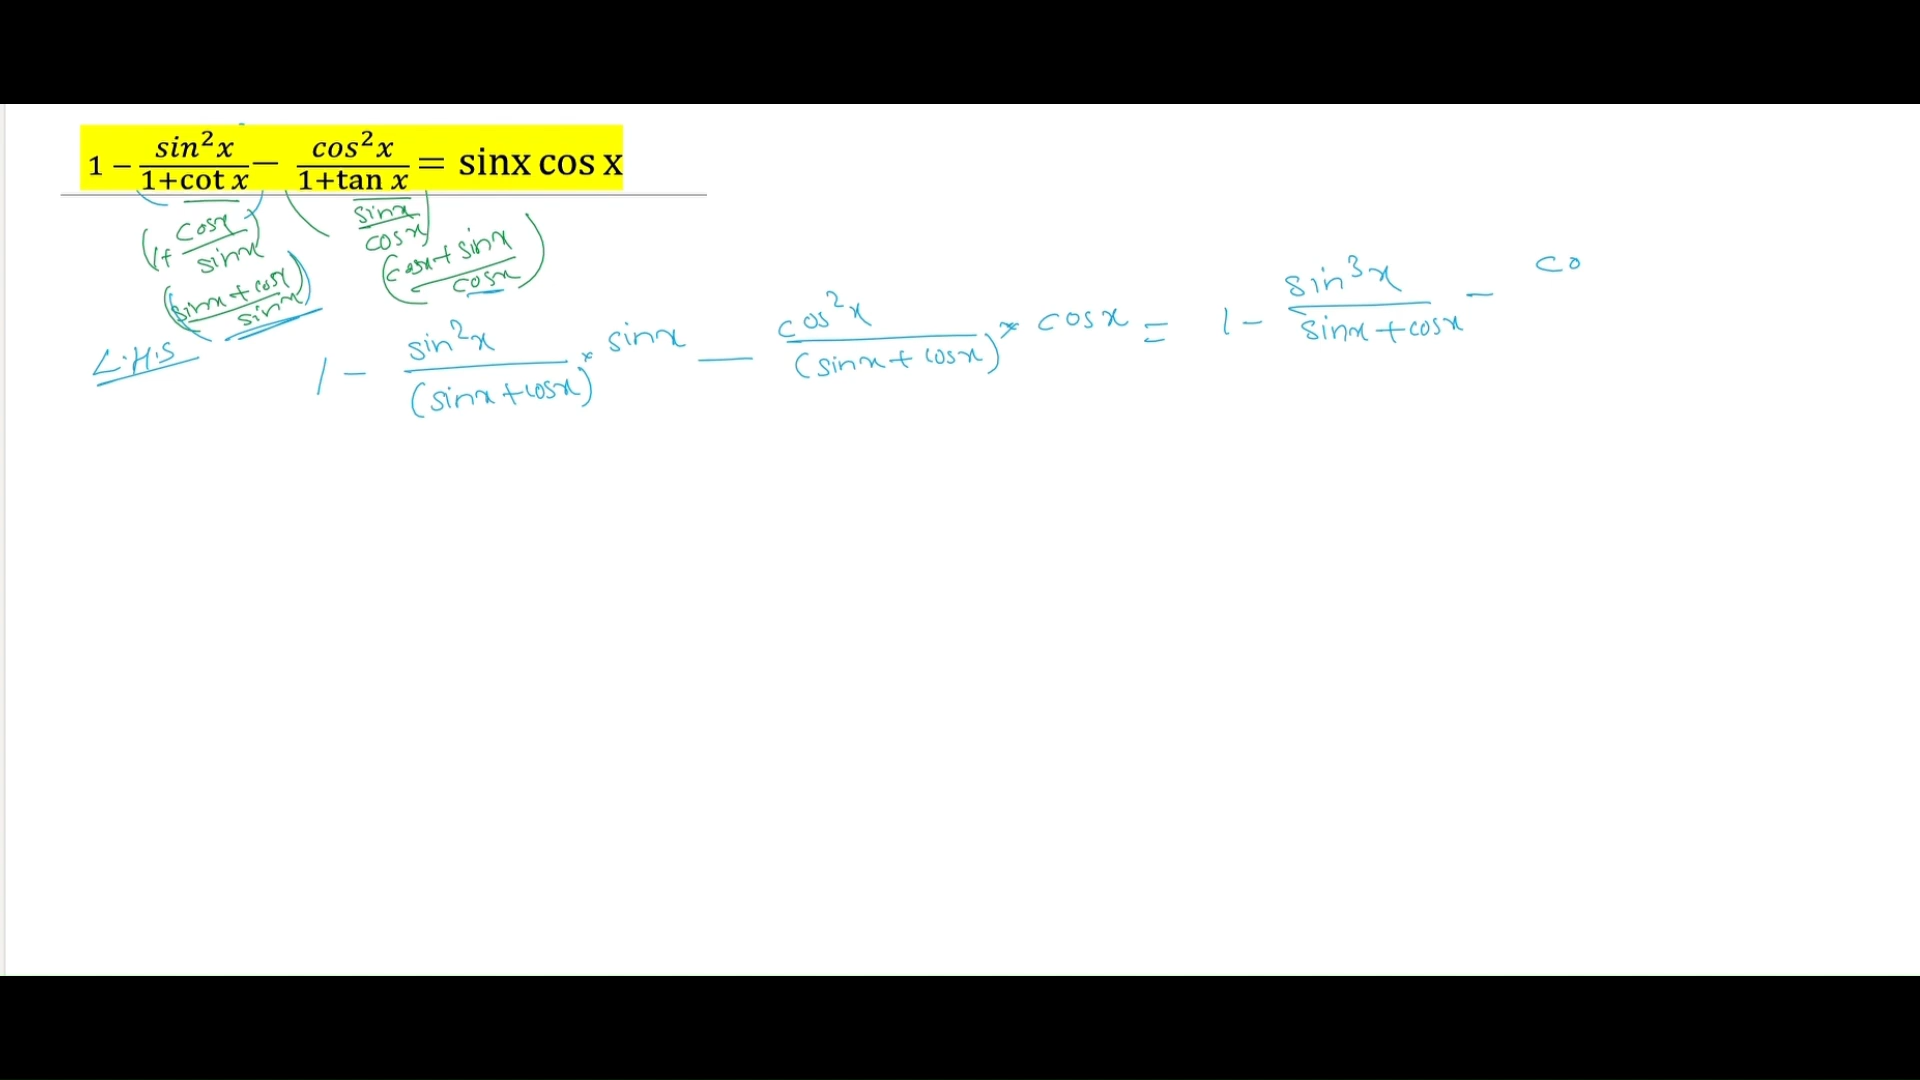 1 − sin²x/(1+cot x) − cos²x/(1+tan x) = sinx cos x
(1+ cosx/sinx) sinx/cosx
(sinx + cosx)/sinx (cosx + sinx)/cosx
L.H.S 1 − sin²x/(sinx+cosx) * sinx − cos²x/(sinx + cosx) * cosx = 1 − sin³x/(sinx+cosx) − co